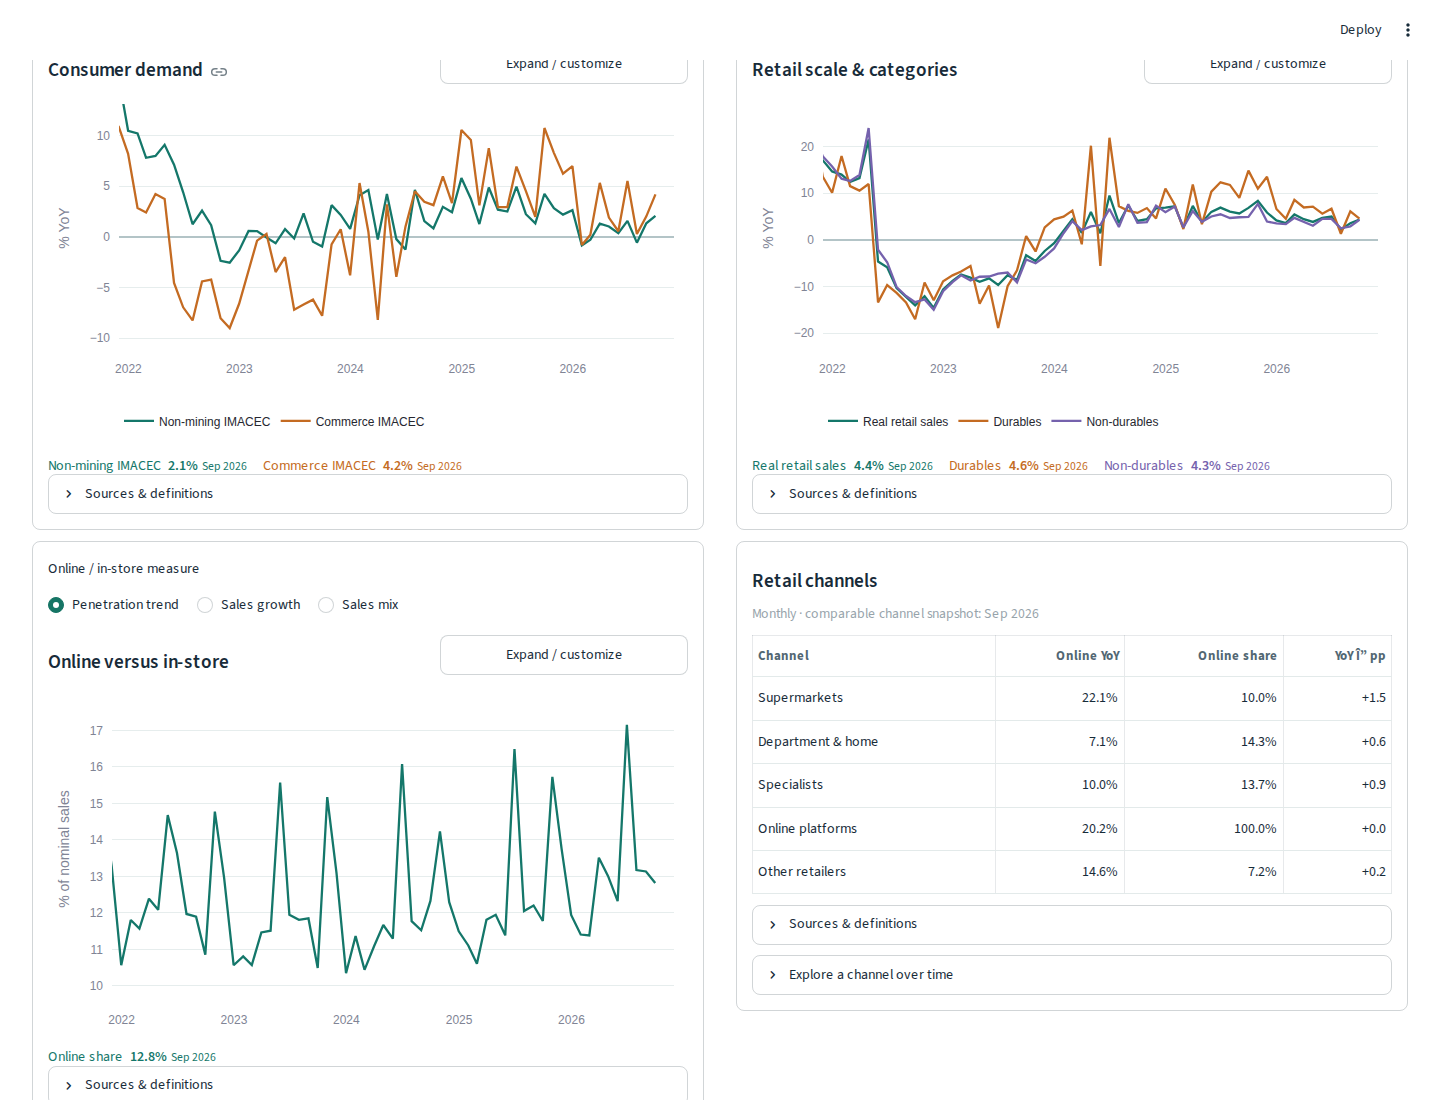 Deploy
Consumer demand
Expand / customize
10
5
0
−5
−10
% YoY
2022 2023 2024 2025 2026
Non-mining IMACEC Commerce IMACEC
Non-mining IMACEC 2.1% Sep 2026 Commerce IMACEC 4.2% Sep 2026
Sources & definitions
Retail scale & categories
Expand / customize
20
10
0
−10
−20
% YoY
2022 2023 2024 2025 2026
Real retail sales Durables Non-durables
Real retail sales 4.4% Sep 2026 Durables 4.6% Sep 2026 Non-durables 4.3% Sep 2026
Sources & definitions
Online / in-store measure
Penetration trend Sales growth Sales mix
Online versus in-store
Expand / customize
17
16
15
14
13
12
11
10
% of nominal sales
2022 2023 2024 2025 2026
Online share 12.8% Sep 2026
Sources & definitions
Retail channels
Monthly · comparable channel snapshot: Sep 2026
Channel Online YoY Online share YoY Î” pp
Supermarkets 22.1% 10.0% +1.5
Department & home 7.1% 14.3% +0.6
Specialists 10.0% 13.7% +0.9
Online platforms 20.2% 100.0% +0.0
Other retailers 14.6% 7.2% +0.2
Sources & definitions
Explore a channel over time